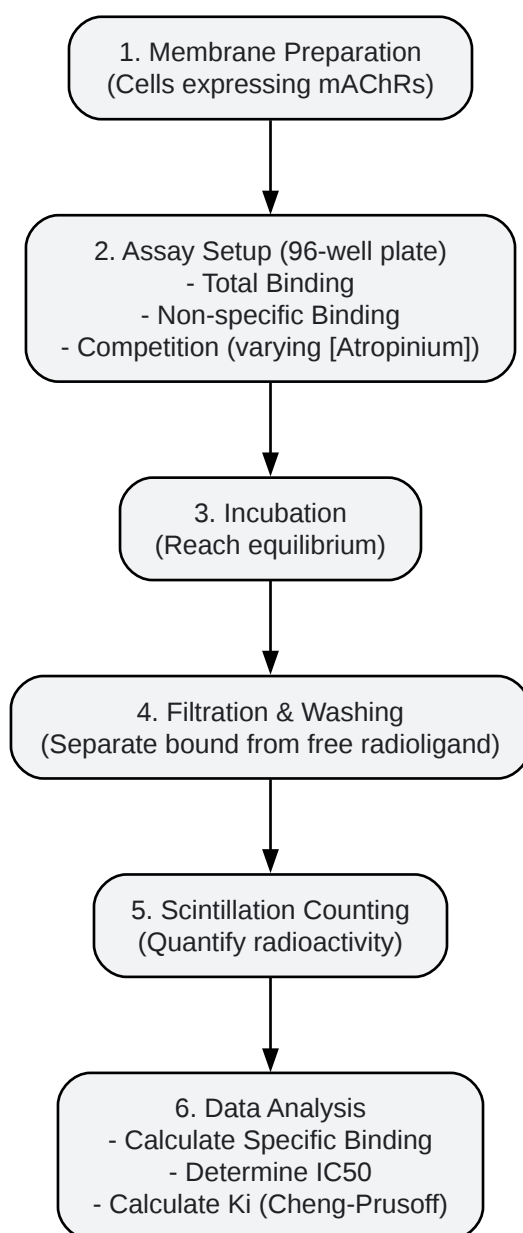 1. Membrane Preparation
(Cells expressing mAChRs)
2. Assay Setup (96-well plate)
- Total Binding
- Non-specific Binding
- Competition (varying [Atropinium])
3. Incubation
(Reach equilibrium)
4. Filtration & Washing
(Separate bound from free radioligand)
5. Scintillation Counting
(Quantify radioactivity)
6. Data Analysis
- Calculate Specific Binding
- Determine IC50
- Calculate Ki (Cheng-Prusoff)